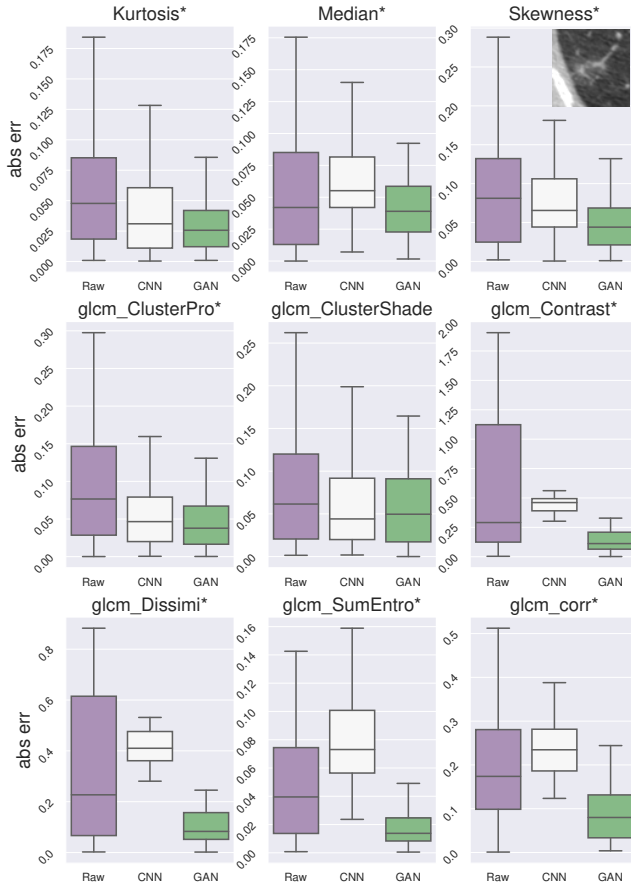 Kurtosis* Median* Skewness*
abs err
0.175 0.150 0.125 0.100 0.075 0.050 0.025 0.000
0.175 0.150 0.125 0.100 0.075 0.050 0.025 0.000
0.30 0.20 0.15 0.10 0.05 0.00
Raw CNN GAN Raw CNN GAN Raw CNN GAN
glcm_ClusterPro* glcm_ClusterShade glcm_Contrast*
abs err
0.30 0.25 0.20 0.15 0.10 0.05 0.00
0.25 0.20 0.15 0.10 0.05 0.00
2.00 1.75 1.50 1.25 1.00 0.75 0.50 0.25 0.00
Raw CNN GAN Raw CNN GAN Raw CNN GAN
glcm_Dissimi* glcm_SumEntro* glcm_corr*
abs err
0.8 0.6 0.4 0.2 0.0
0.16 0.14 0.12 0.10 0.08 0.06 0.04 0.02 0.00
0.5 0.4 0.3 0.2 0.1 0.0
Raw CNN GAN Raw CNN GAN Raw CNN GAN